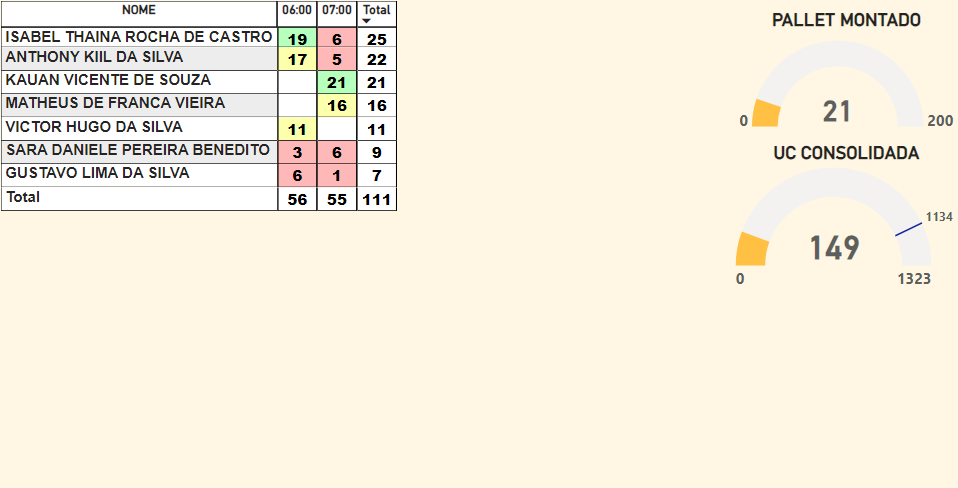 NOME 06:00 07:00 Total
ISABEL THAINA ROCHA DE CASTRO 19 6 25
ANTHONY KIIL DA SILVA 17 5 22
KAUAN VICENTE DE SOUZA 21 21
MATHEUS DE FRANCA VIEIRA 16 16
VICTOR HUGO DA SILVA 11 11
SARA DANIELE PEREIRA BENEDITO 3 6 9
GUSTAVO LIMA DA SILVA 6 1 7
Total 56 55 111
PALLET MONTADO
21
0 200
UC CONSOLIDADA
1134
149
0 1323